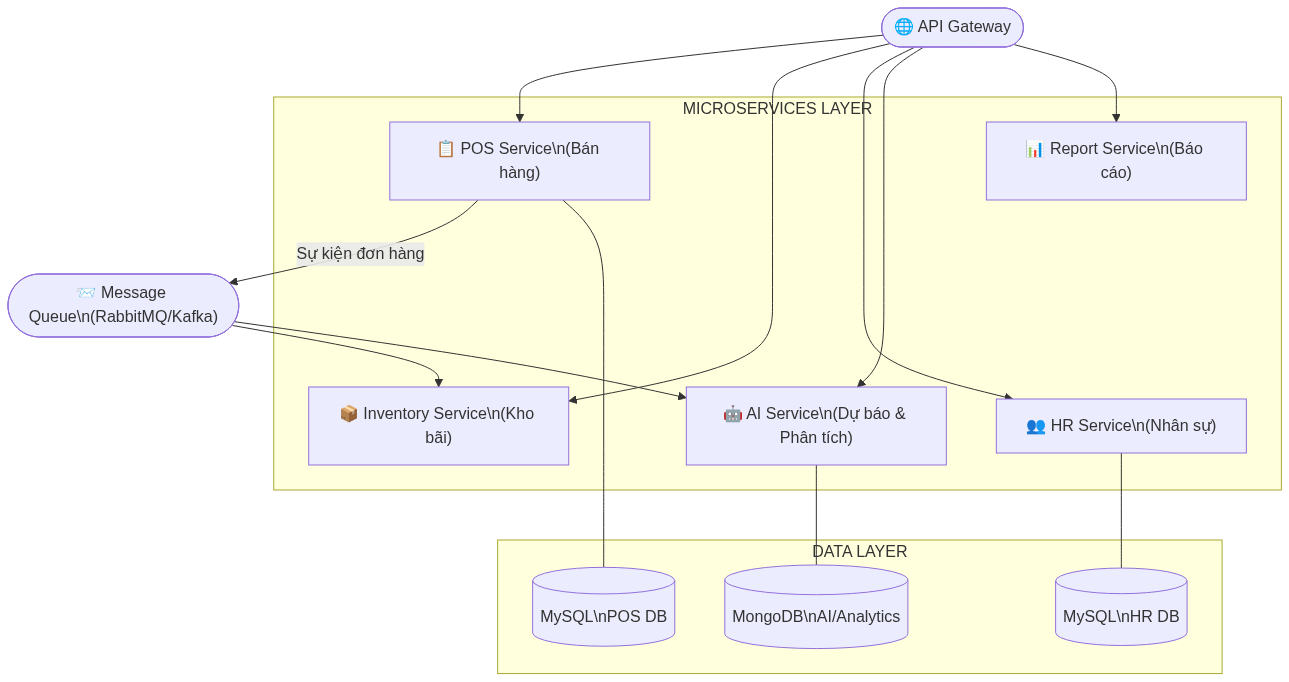 🌐 API Gateway
MICROSERVICES LAYER
📋 POS Service\n(Bán
hàng)
📊 Report Service\n(Báo
cáo)
Sự kiện đơn hàng
📨 Message
Queue\n(RabbitMQ/Kafka)
📦 Inventory Service\n(Kho
bãi)
🤖 AI Service\n(Dự báo &
Phân tích)
👥 HR Service\n(Nhân sự)
DATA LAYER
MySQL\nPOS DB
MongoDB\nAI/Analytics
MySQL\nHR DB